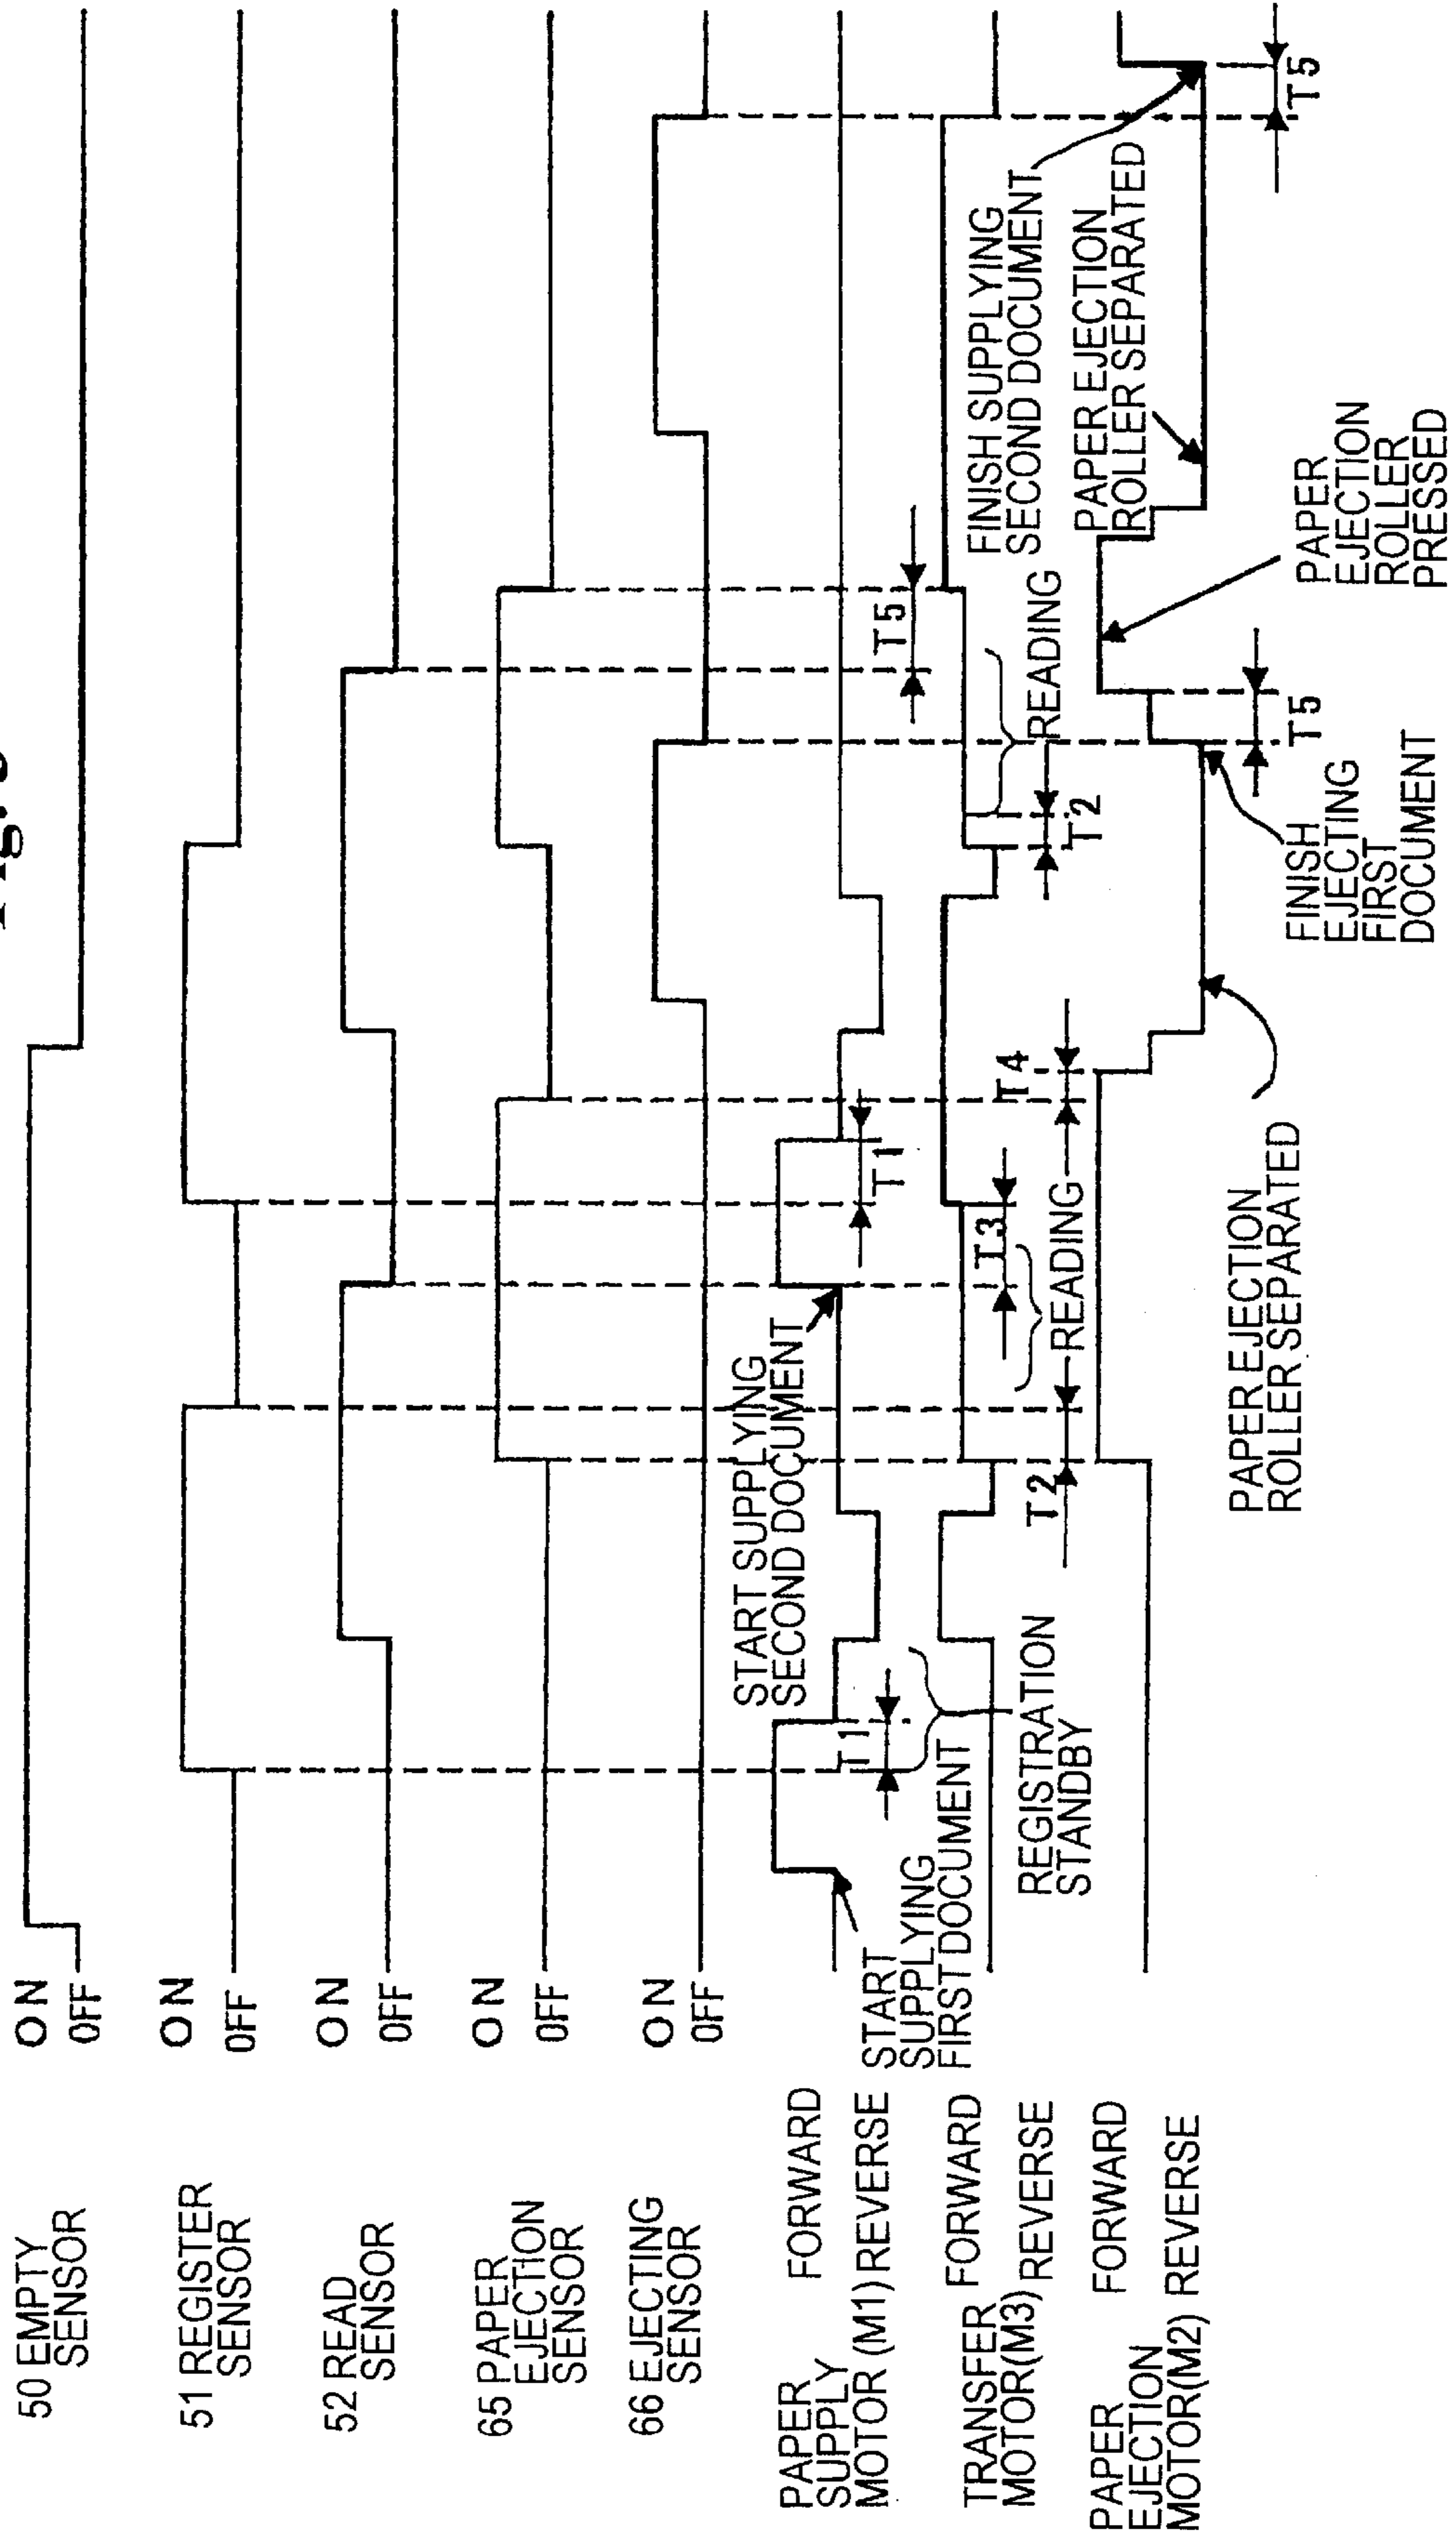 50 EMPTY
SENSOR
ON
OFF
51 REGISTER
SENSOR
ON
OFF
52 READ
SENSOR
ON
OFF
65 PAPER
EJECTION
SENSOR
ON
OFF
66 EJECTING
SENSOR
ON
OFF
PAPER
SUPPLY
MOTOR (M1)
FORWARD
REVERSE
START
SUPPLYING
FIRST DOCUMENT
T1
START SUPPLYING
SECOND DOCUMENT
T1
T5
TRANSFER
MOTOR(M3)
FORWARD
REVERSE
REGISTRATION
STANDBY
T3
READING
T4
T2
READING
FINISH SUPPLYING
SECOND DOCUMENT
PAPER
EJECTION
MOTOR(M2)
FORWARD
REVERSE
T2
READING
PAPER EJECTION
ROLLER SEPARATED
PAPER EJECTION
ROLLER SEPARATED
FINISH
EJECTING
FIRST
DOCUMENT
T5
PAPER
EJECTION
ROLLER
PRESSED
T5